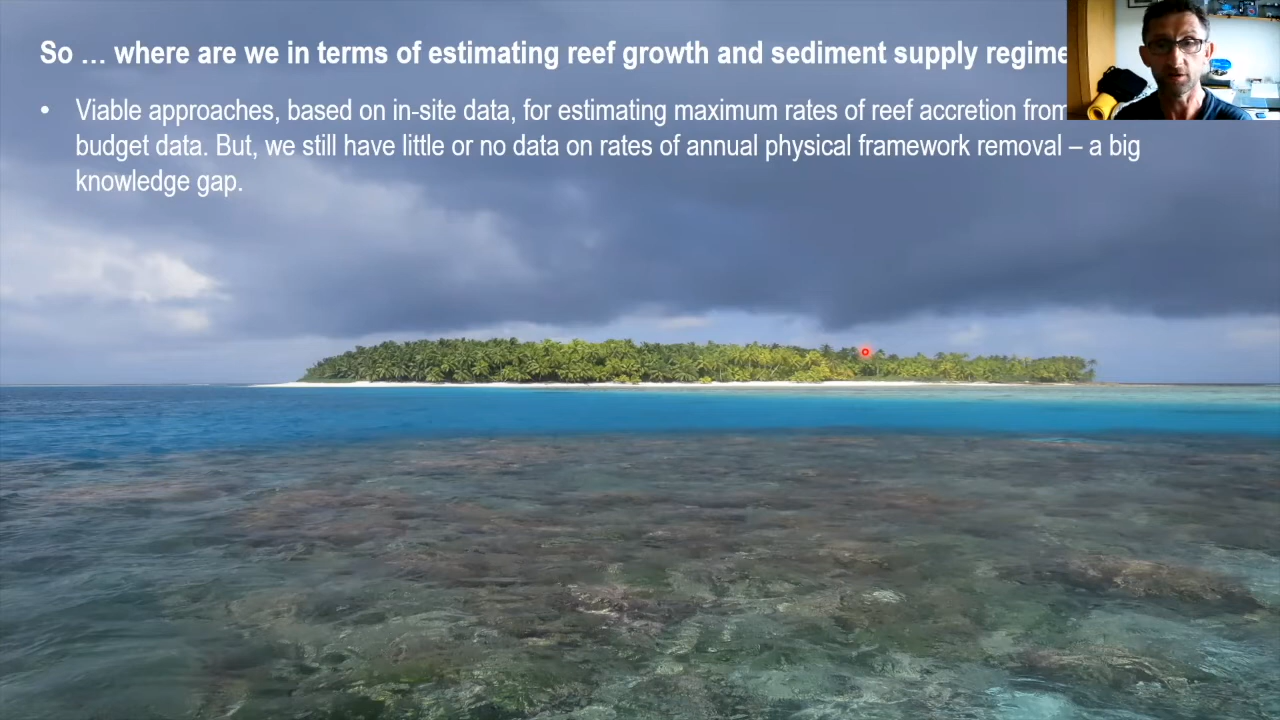 So … where are we in terms of estimating reef growth and sediment supply regime
• Viable approaches, based on in-site data, for estimating maximum rates of reef accretion from
budget data. But, we still have little or no data on rates of annual physical framework removal – a big
knowledge gap.